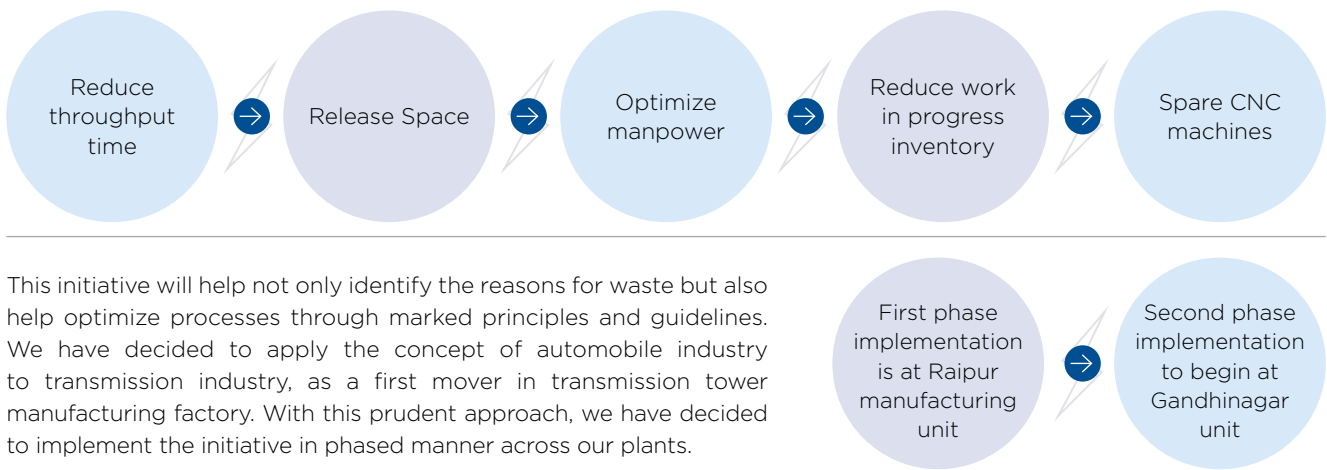 Reduce
throughput
time
Release Space
Optimize
manpower
Reduce work
in progress
inventory
Spare CNC
machines
This initiative will help not only identify the reasons for waste but also
help optimize processes through marked principles and guidelines.
We have decided to apply the concept of automobile industry
to transmission industry, as a first mover in transmission tower
manufacturing factory. With this prudent approach, we have decided
to implement the initiative in phased manner across our plants.
First phase
implementation
is at Raipur
manufacturing
unit
Second phase
implementation
to begin at
Gandhinagar
unit